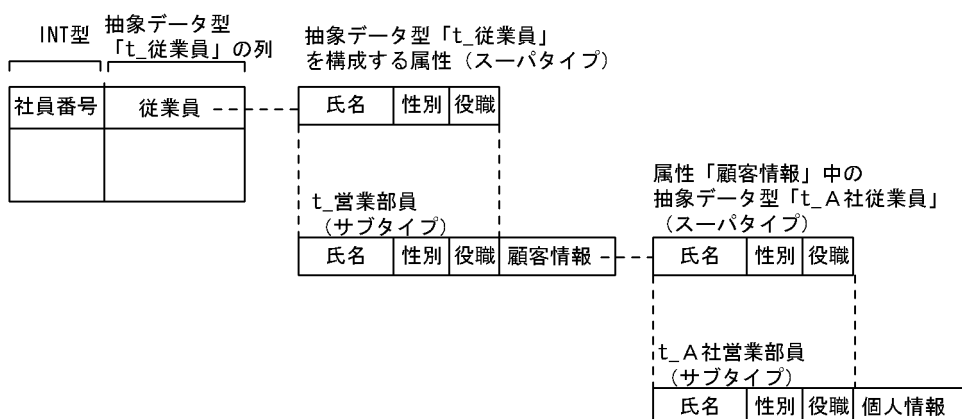 INT型
抽象データ型
「t_従業員」の列
抽象データ型「t_従業員」
を構成する属性（スーパタイプ）
社員番号 従業員
氏名 性別 役職
t_営業部員
（サブタイプ）
氏名 性別 役職 顧客情報
属性「顧客情報」中の
抽象データ型「t_A社従業員」
（スーパタイプ）
氏名 性別 役職
t_A社営業部員
（サブタイプ）
氏名 性別 役職 個人情報